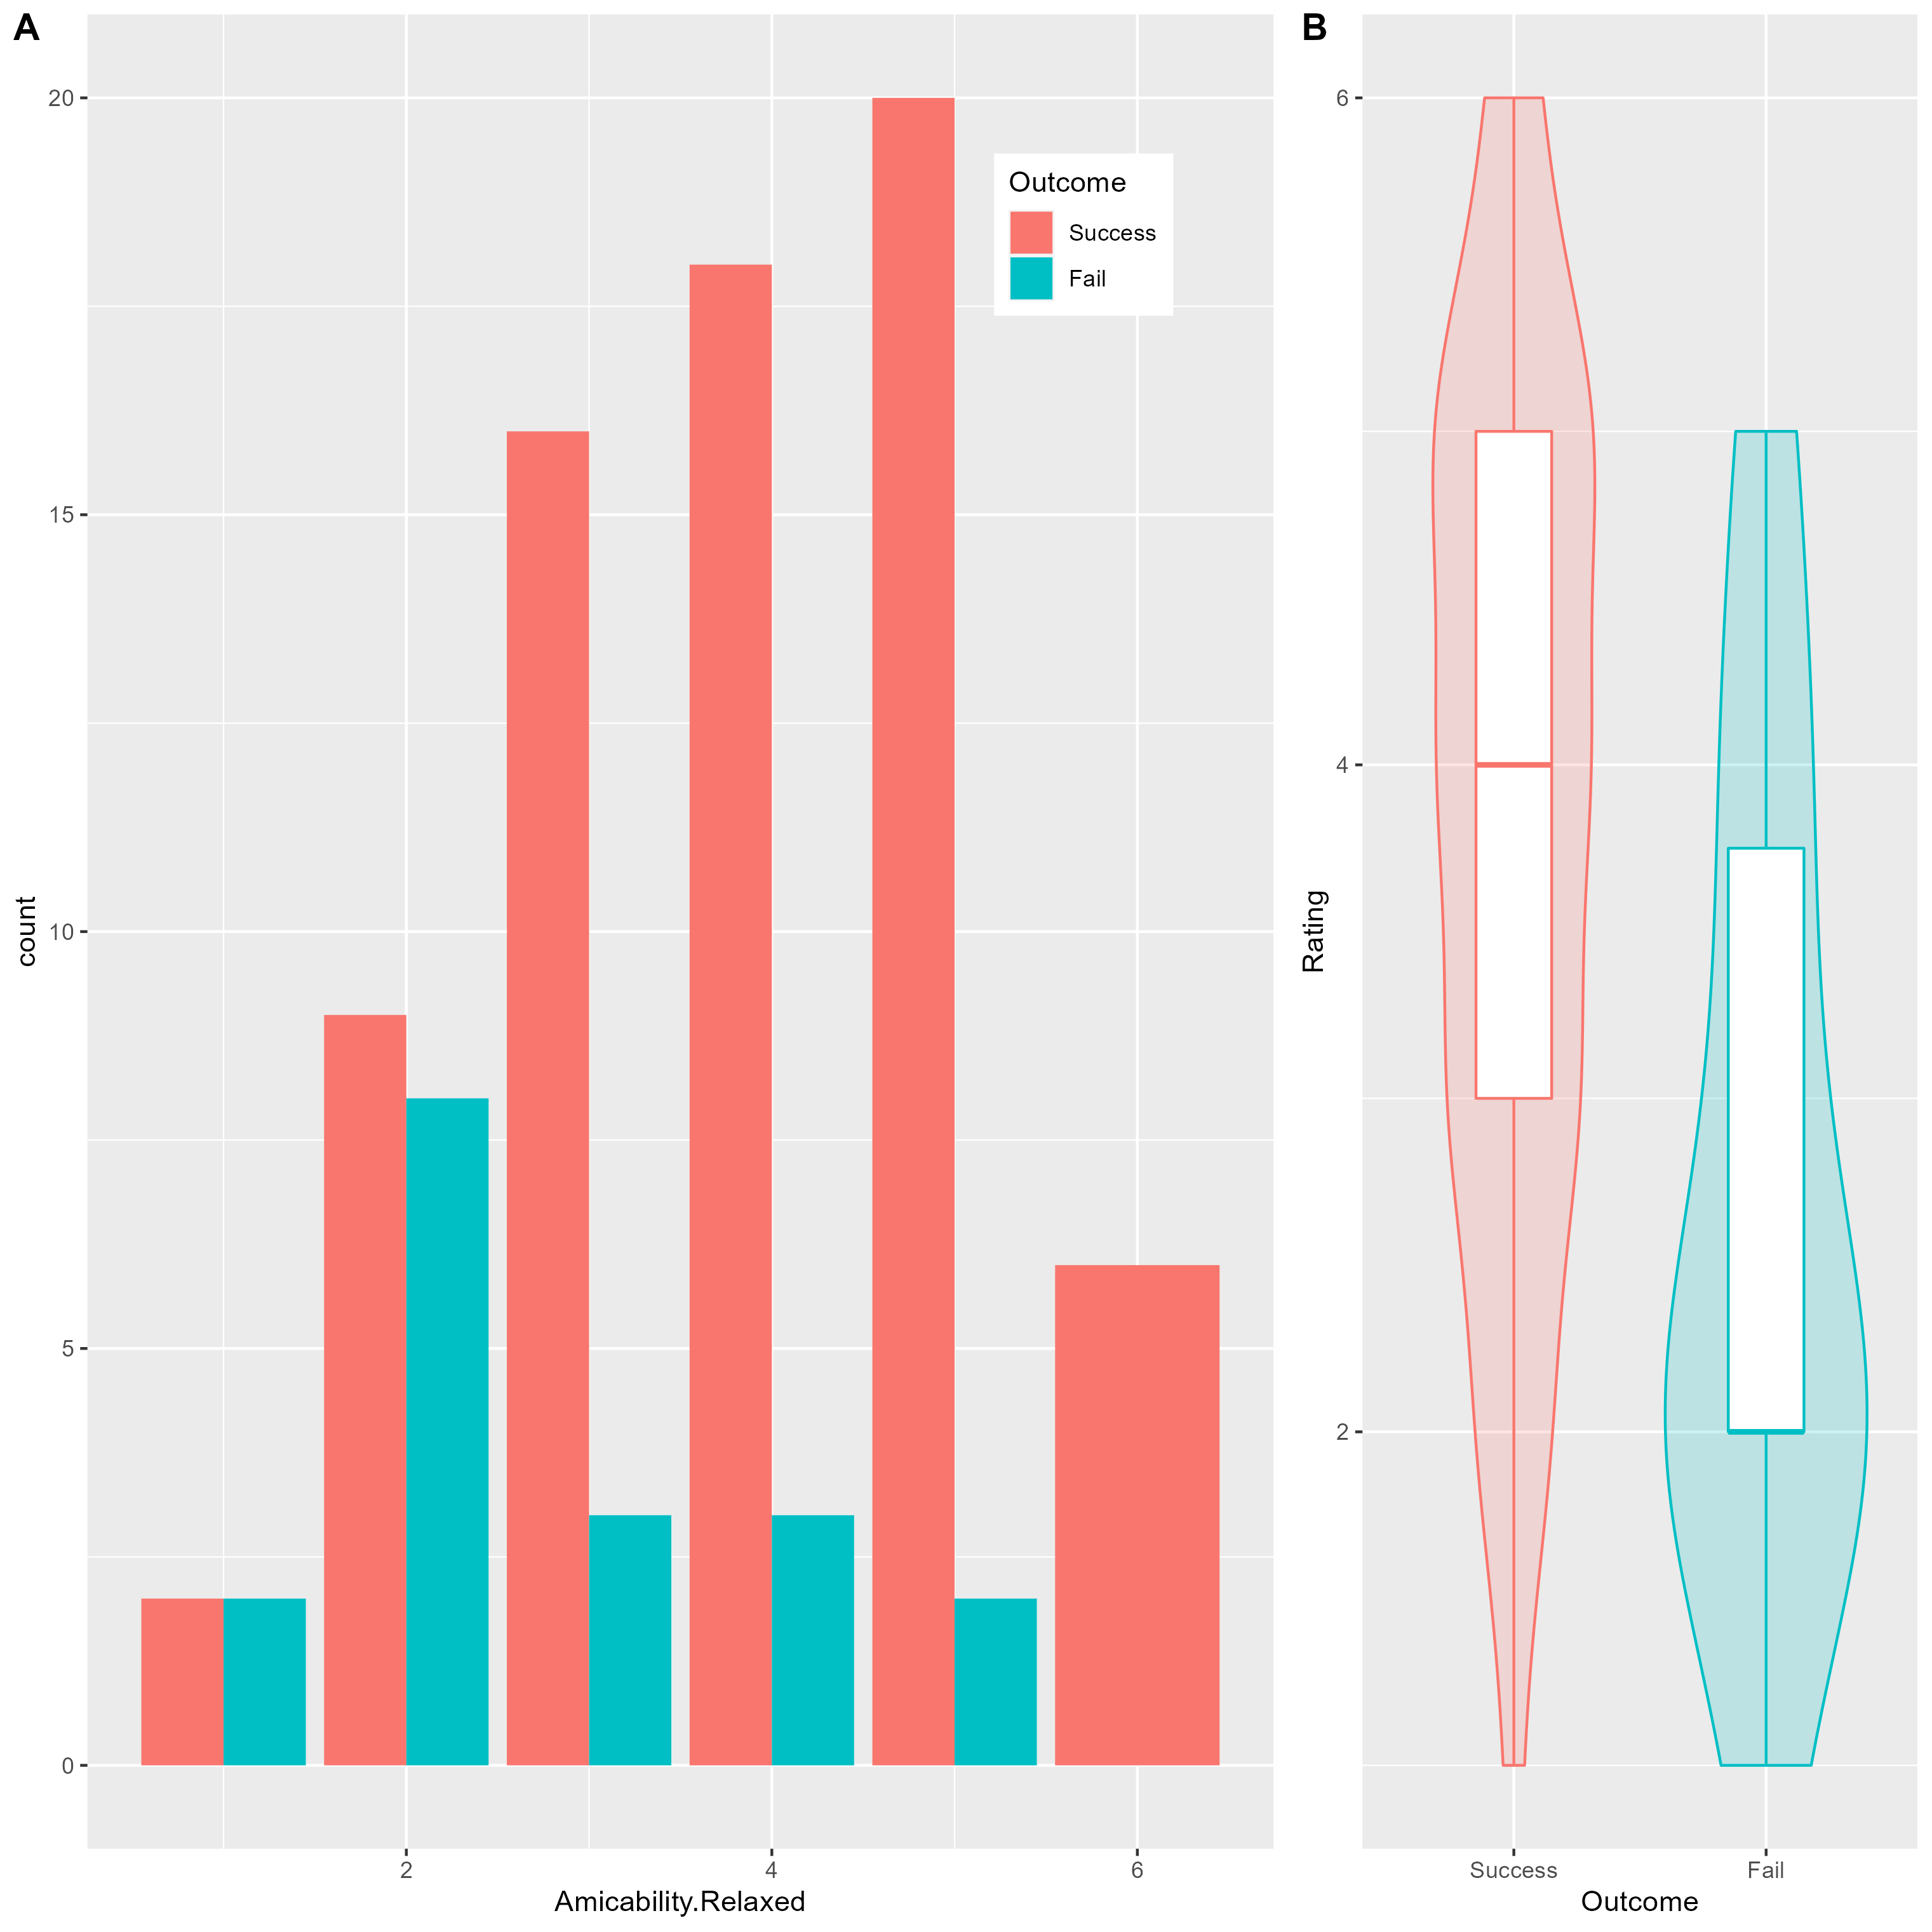 A
20
15
10
5
0
count
2
4
6
Amicability.Relaxed
Outcome
Success
Fail
B
6
4
2
Rating
Success
Fail
Outcome